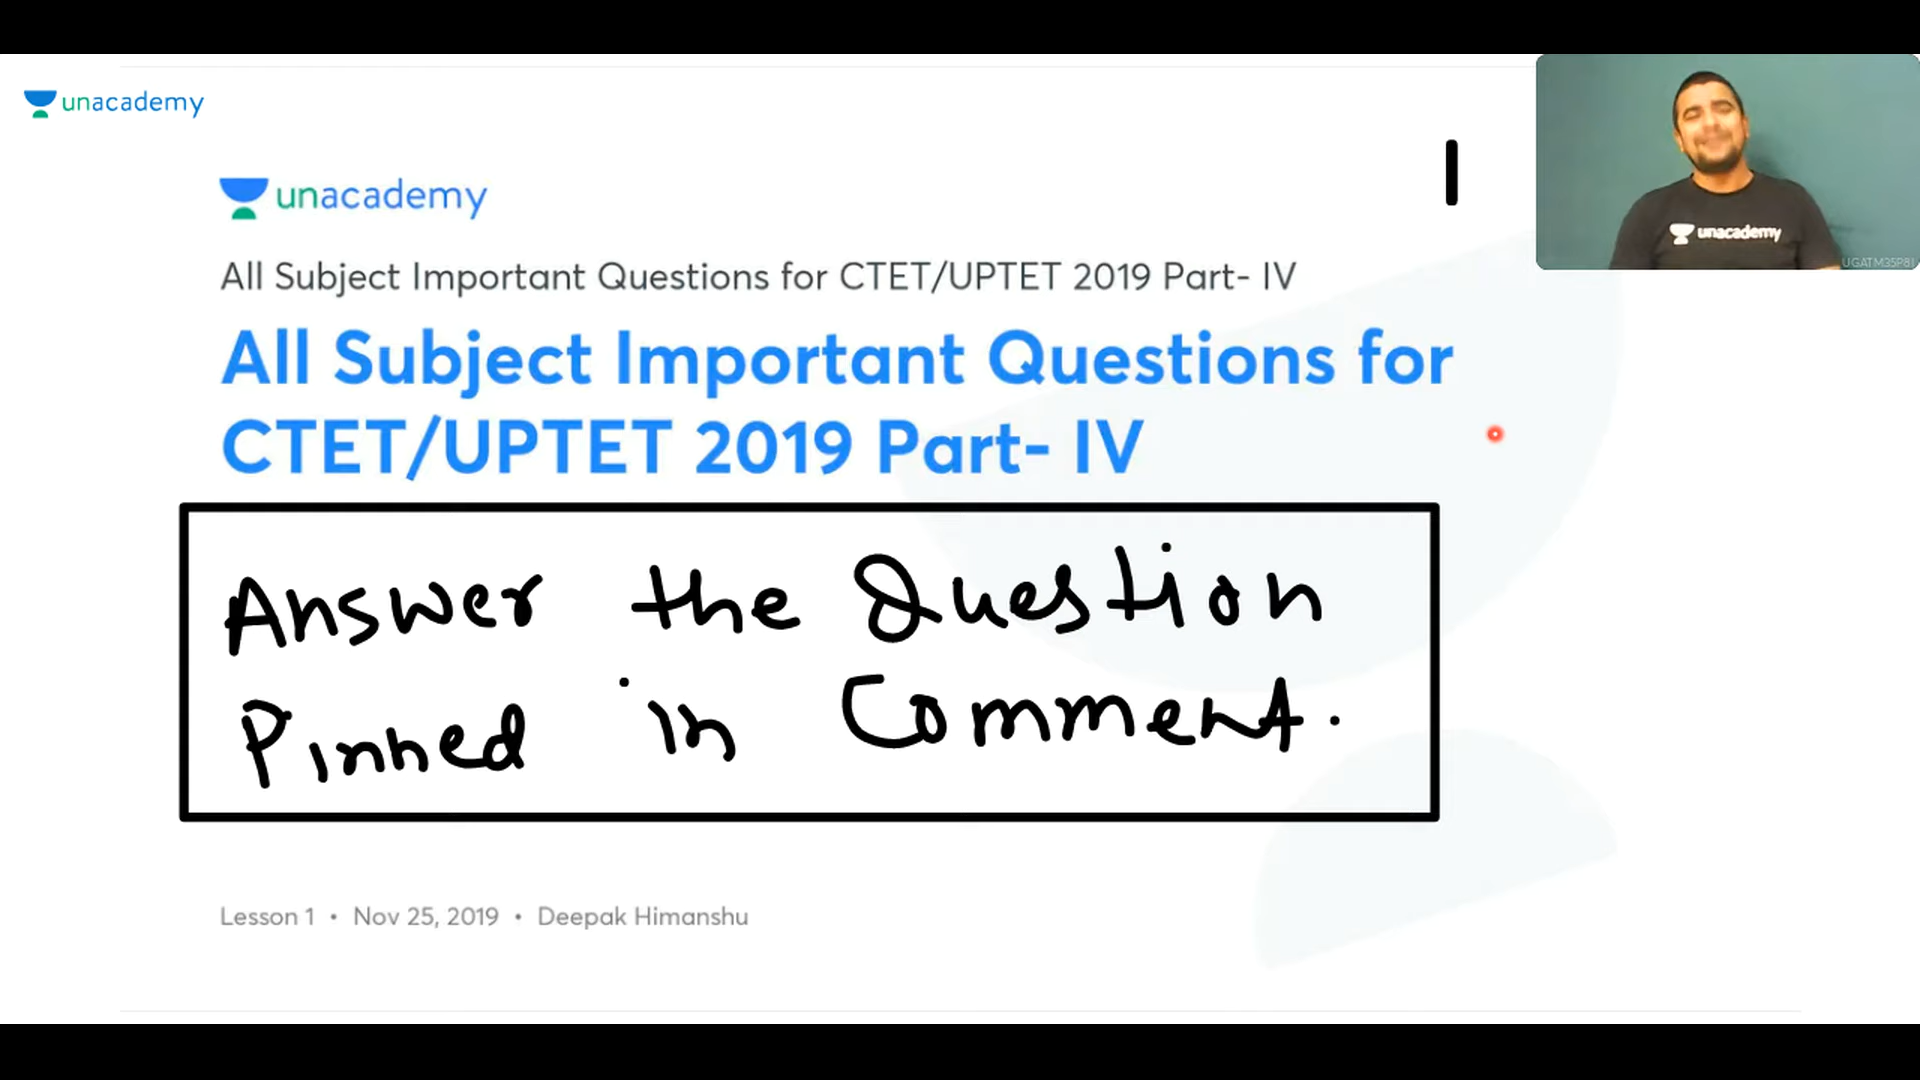 unacademy
unacademy
All Subject Important Questions for CTET/UPTET 2019 Part- IV
All Subject Important Questions for
CTET/UPTET 2019 Part- IV
Answer the Question
Pinned in Comment.
Lesson 1 • Nov 25, 2019 • Deepak Himanshu
unacademy